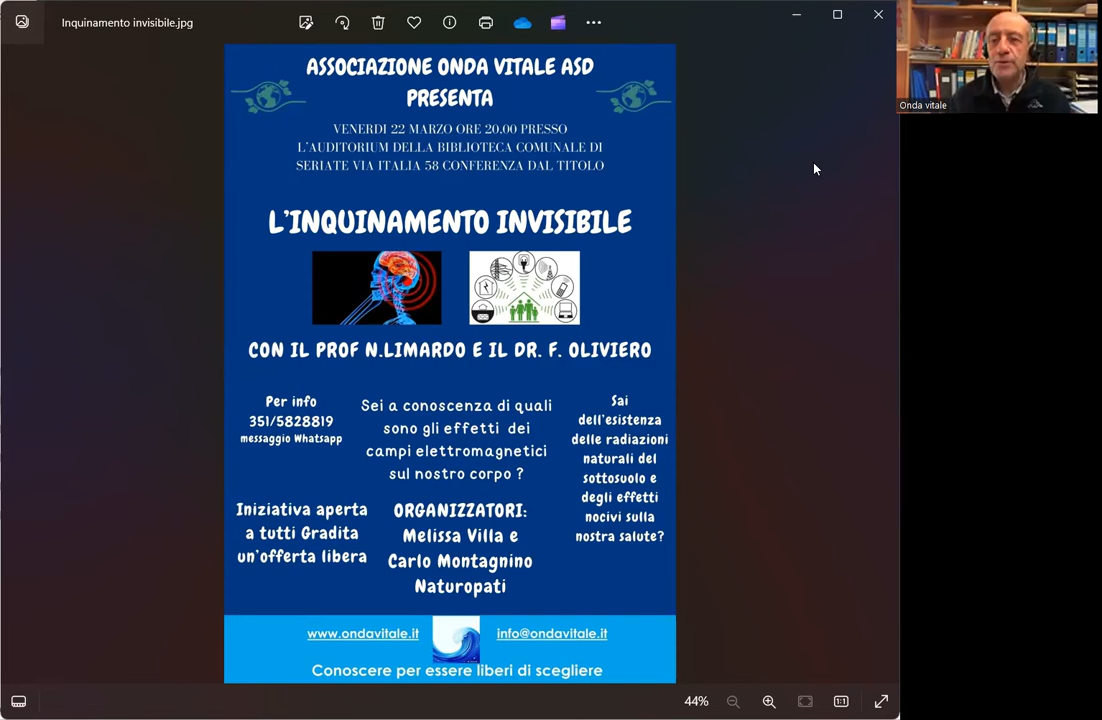 Inquinamento invisibile.jpg
ASSOCIAZIONE ONDA VITALE ASD
PRESENTA
VENERDI 22 MARZO ORE 20.00 PRESSO
L'AUDITORIUM DELLA BIBLIOTECA COMUNALE DI
SERIATE VIA ITALIA 58 CONFERENZA DAL TITOLO
L'INQUINAMENTO INVISIBILE
CON IL PROF N.LIMARDO E IL DR. F. OLIVIERO
Per info
351/5828819
messaggio Whatsapp
Iniziativa aperta
a tutti Gradita
un'offerta libera
Sei a conoscenza di quali
sono gli effetti dei
campi elettromagnetici
sul nostro corpo ?
ORGANIZZATORI:
Melissa Villa e
Carlo Montagnino
Naturopati
Sai
dell'esistenza
delle radiazioni
naturali del
sottosuolo e
degli effetti
nocivi sulla
nostra salute?
www.ondavitale.it
info@ondavitale.it
Conoscere per essere liberi di scegliere
44%
1:1
Onda vitale